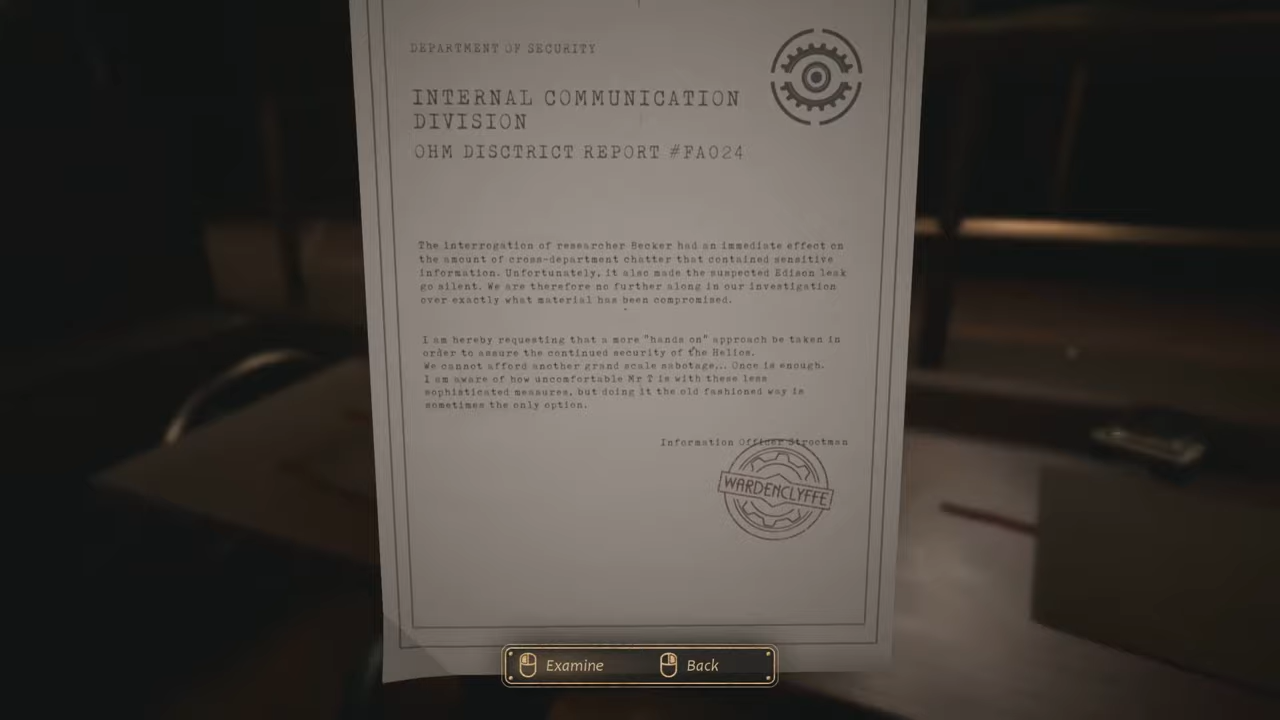 DEPARTMENT OF SECURITY
INTERNAL COMMUNICATION
DIVISION
OHM DISCTRICT REPORT #FA024
The interrogation of researcher Becker had an immediate effect on
the amount of cross-department chatter that contained sensitive
information. Unfortunately, it also made the suspected Edison leak
go silent. We are therefore no further along in our investigation
over exactly what material has been compromised.
I am hereby requesting that a more "hands on" approach be taken in
order to assure the continued security of the Helios.
We cannot afford another grand scale sabotage... Once is enough.
I am aware of how uncomfortable Mr T is with these less
sophisticated measures, but doing it the old fashioned way is
sometimes the only option.
Information Officer Stroctman
WARDENCLYFFE
Examine
Back